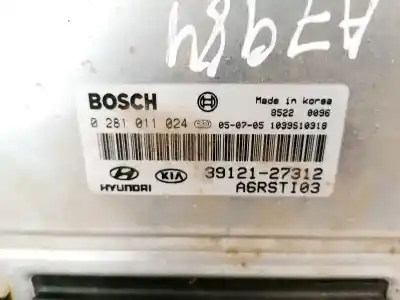 A7984
BOSCH
Made in korea
8522 0096
0 281 011 024 05-07-05 1039S10318
HYUNDAI KIA 39121-27312
A6RSTI03